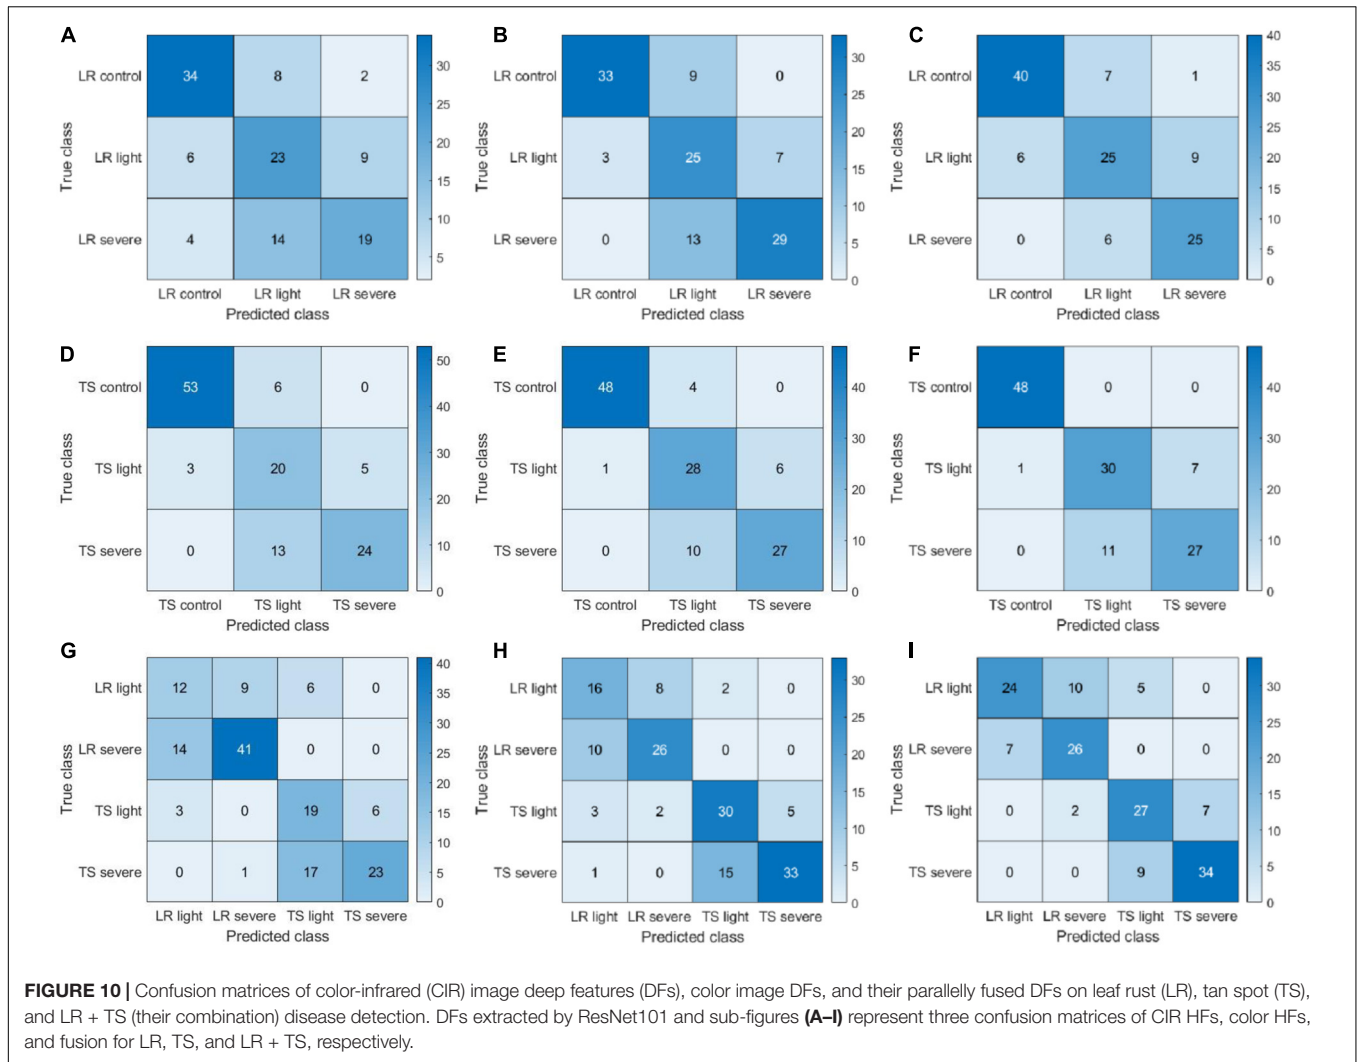 A
LR control 34 8 2
LR light 6 23 9
LR severe 4 14 19
LR control LR light LR severe
Predicted class
True class
30
25
20
15
10
5
B
LR control 33 9 0
LR light 3 25 7
LR severe 0 13 29
LR control LR light LR severe
Predicted class
True class
30
25
20
15
10
5
0
C
LR control 40 7 1
LR light 6 25 9
LR severe 0 6 25
LR control LR light LR severe
Predicted class
True class
40
35
30
25
20
15
10
5
0
D
TS control 53 6 0
TS light 3 20 5
TS severe 0 13 24
TS control TS light TS severe
Predicted class
True class
50
40
30
20
10
0
E
TS control 48 4 0
TS light 1 28 6
TS severe 0 10 27
TS control TS light TS severe
Predicted class
True class
40
30
20
10
0
F
TS control 48 0 0
TS light 1 30 7
TS severe 0 11 27
TS control TS light TS severe
Predicted class
True class
40
30
20
10
0
G
LR light 12 9 6 0
LR severe 14 41 0 0
TS light 3 0 19 6
TS severe 0 1 17 23
LR light LR severe TS light TS severe
Predicted class
True class
40
35
30
25
20
15
10
5
0
H
LR light 16 8 2 0
LR severe 10 26 0 0
TS light 3 2 30 5
TS severe 1 0 15 33
LR light LR severe TS light TS severe
Predicted class
True class
30
25
20
15
10
5
0
I
LR light 24 10 5 0
LR severe 7 26 0 0
TS light 0 2 27 7
TS severe 0 0 9 34
LR light LR severe TS light TS severe
Predicted class
True class
30
25
20
15
10
5
0
FIGURE 10 | Confusion matrices of color-infrared (CIR) image deep features (DFs), color image DFs, and their parallelly fused DFs on leaf rust (LR), tan spot (TS),
and LR + TS (their combination) disease detection. DFs extracted by ResNet101 and sub-figures (A–I) represent three confusion matrices of CIR HFs, color HFs,
and fusion for LR, TS, and LR + TS, respectively.